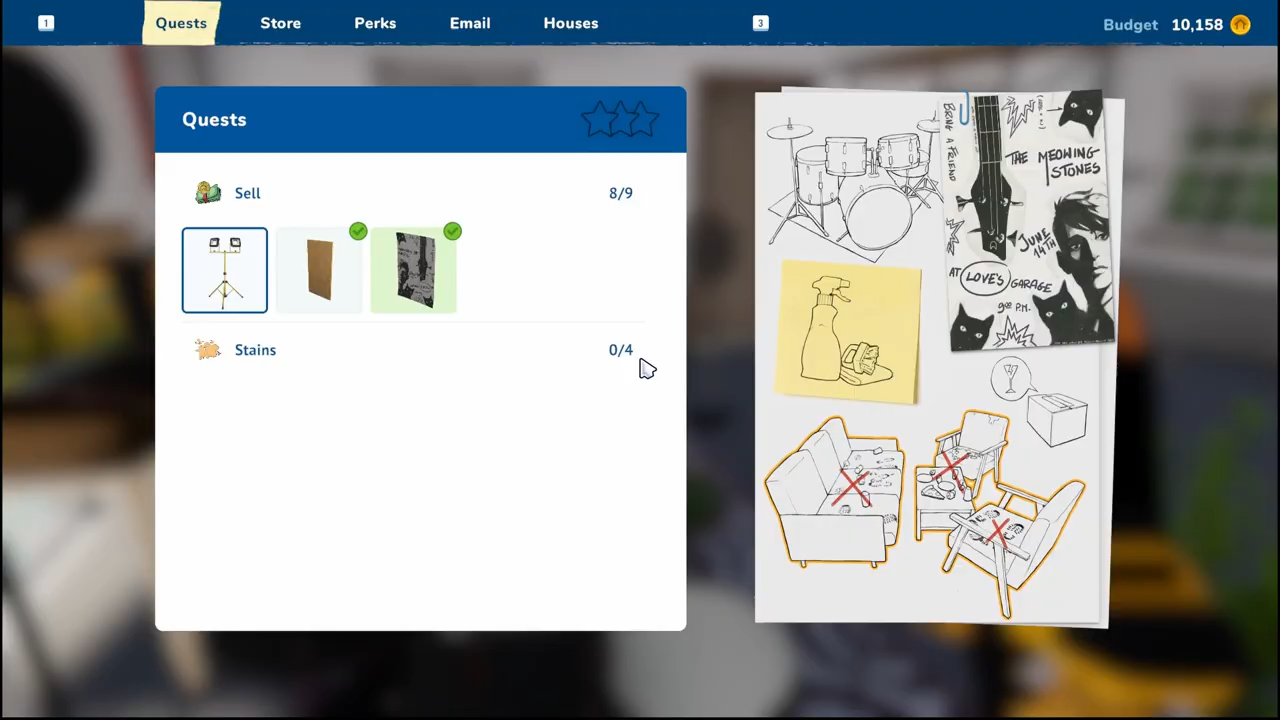 1
Quests
Store
Perks
Email
Houses
3
Budget 10,158
Quests
Sell
8/9
Stains
0/4
BRING A FRIEND
THE MEOWING
STONES
JUNE
14TH
AT LOVE'S GARAGE
9:00 P.M.